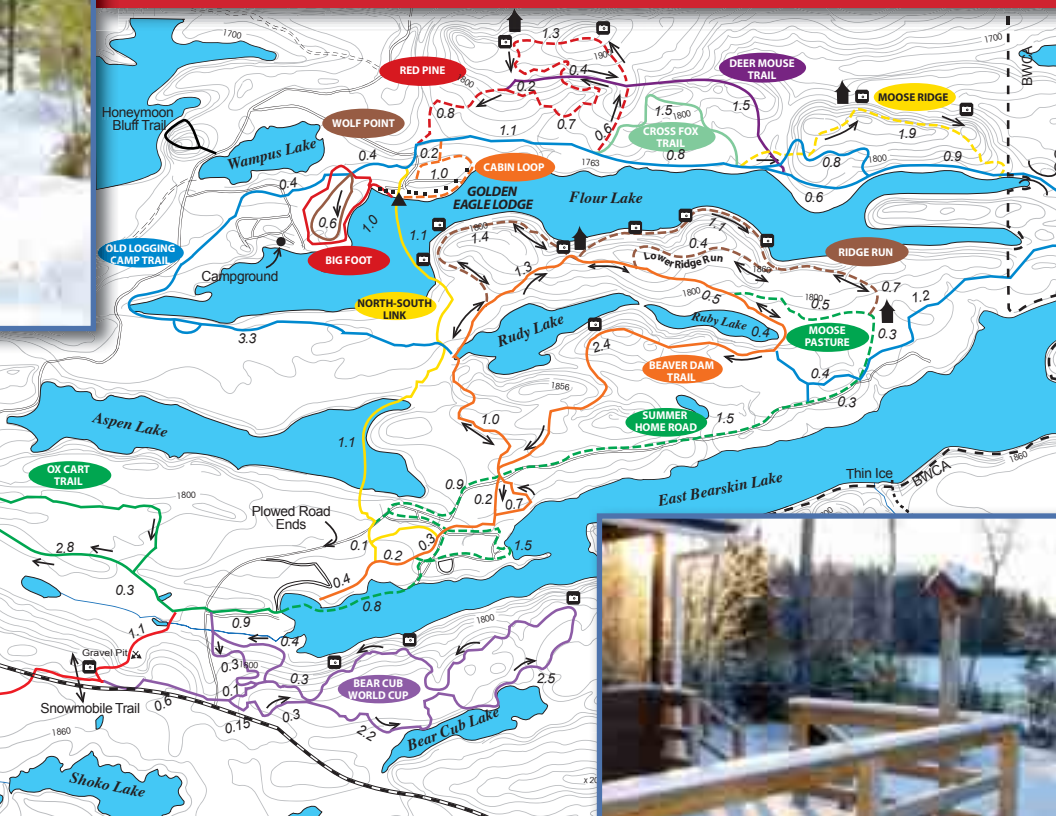 1700
1.3
1900
1700
BWCA
RED PINE
1800
0.4
0.2
DEER MOUSE
TRAIL
MOOSE RIDGE
Honeymoon
Bluff Trail
WOLF POINT
0.8
1.1
0.7
0.6
1.5
1800
1.5
CROSS FOX
TRAIL
0.8
1.9
0.8
1800
0.9
Wampus Lake
0.4
0.2
1.0
CABIN LOOP
1763
0.4
GOLDEN
EAGLE LODGE
Flour Lake
0.6
0.6
1.0
1.1
1.4
1.1
0.4
Lower Ridge Run
1800
RIDGE RUN
OLD LOGGING
CAMP TRAIL
Campground
BIG FOOT
1.3
0.7
1.2
NORTH-SOUTH
LINK
1800
0.5
1800
0.5
3.3
Rudy Lake
Ruby Lake
0.4
MOOSE
PASTURE
0.3
2.4
BEAVER DAM
TRAIL
0.4
1856
0.3
Aspen Lake
1.0
SUMMER
HOME ROAD
1.5
1.1
OX CART
TRAIL
1800
0.9
East Bearskin Lake
Thin Ice
BWCA
1860
Plowed Road
Ends
0.2
0.7
2.8
0.1
0.2
0.3
1.5
0.3
0.4
0.8
0.9
1800
1.1
0.4
Gravel Pit
0.3
1800
0.3
0.1
BEAR CUB
WORLD CUP
2.5
0.6
Snowmobile Trail
0.15
0.3
2.2
Bear Cub Lake
1860
Shoko Lake